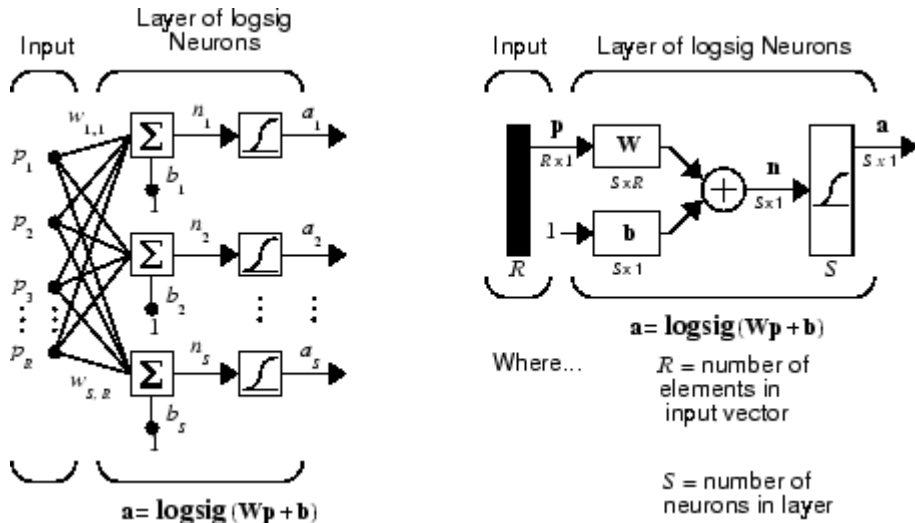 Input
Layer of logsig
Neurons
w1,1
n1
a1
p1
Σ
b1
1
p2
n2
a2
Σ
p3
b2
1
pR
nS
aS
Σ
wS, R
bS
1
a= logsig (Wp + b)
Input
Layer of logsig Neurons
p
a
W
R x 1
S x 1
S x R
n
+
S x 1
1
b
R
S x 1
S
a= logsig (Wp + b)
Where...
R = number of
elements in
input vector
S = number of
neurons in layer